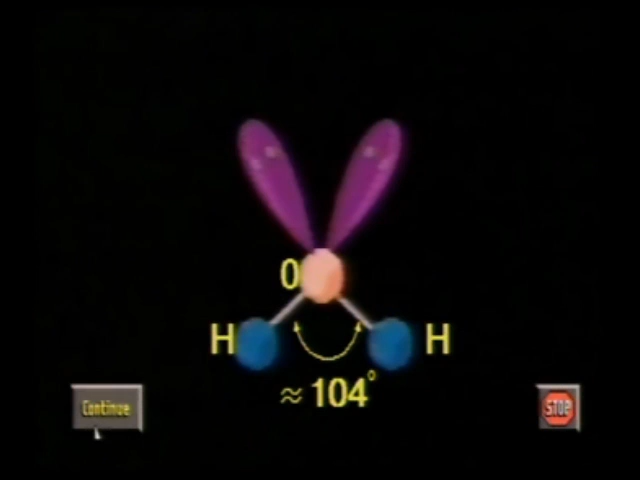 O
H H
≈ 104°
Continue STOP